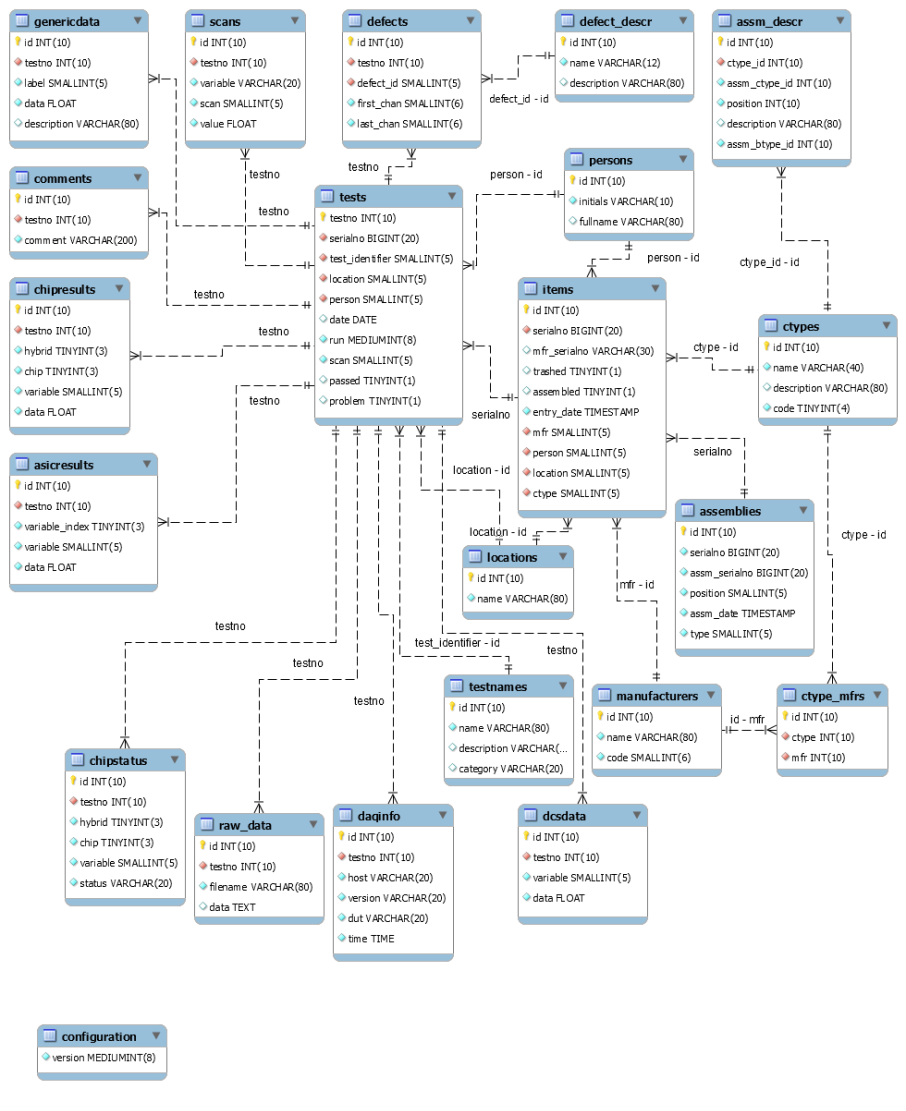 genericdata
id INT(10)
testno INT(10)
label SMALLINT(5)
data FLOAT
description VARCHAR(80)
scans
id INT(10)
testno INT(10)
variable VARCHAR(20)
scan SMALLINT(5)
value FLOAT
defects
id INT(10)
testno INT(10)
defect_id SMALLINT(5)
first_chan SMALLINT(6)
last_chan SMALLINT(6)
defect_descr
id INT(10)
name VARCHAR(12)
description VARCHAR(80)
assm_descr
id INT(10)
ctype_id INT(10)
assm_ctype_id INT(10)
position INT(10)
description VARCHAR(80)
assm_btype_id INT(10)
defect_id - id
comments
id INT(10)
testno INT(10)
comment VARCHAR(200)
testno
testno
testno
persons
id INT(10)
initials VARCHAR(10)
fullname VARCHAR(80)
person - id
person - id
ctype_id - id
tests
testno INT(10)
serialno BIGINT(20)
test_identifier SMALLINT(5)
location SMALLINT(5)
person SMALLINT(5)
date DATE
run MEDIUMINT(8)
scan SMALLINT(5)
passed TINYINT(1)
problem TINYINT(1)
chipresults
id INT(10)
testno INT(10)
hybrid TINYINT(3)
chip TINYINT(3)
variable SMALLINT(5)
data FLOAT
testno
testno
testno
items
id INT(10)
serialno BIGINT(20)
mfr_serialno VARCHAR(30)
trashed TINYINT(1)
assembled TINYINT(1)
entry_date TIMESTAMP
mfr SMALLINT(5)
person SMALLINT(5)
location SMALLINT(5)
ctype SMALLINT(5)
ctypes
id INT(10)
name VARCHAR(40)
description VARCHAR(80)
code TINYINT(4)
ctype - id
serialno
serialno
asicresults
id INT(10)
testno INT(10)
variable_index TINYINT(3)
variable SMALLINT(5)
data FLOAT
location - id
location - id
locations
id INT(10)
name VARCHAR(80)
assemblies
id INT(10)
serialno BIGINT(20)
assm_serialno BIGINT(20)
position SMALLINT(5)
assm_date TIMESTAMP
type SMALLINT(5)
ctype - id
mfr - id
testno
testno
testno
test_identifier - id
testno
testnames
id INT(10)
name VARCHAR(80)
description VARCHAR(...
category VARCHAR(20)
manufacturers
id INT(10)
name VARCHAR(80)
code SMALLINT(6)
id - mfr
ctype_mfrs
id INT(10)
ctype INT(10)
mfr INT(10)
chipstatus
id INT(10)
testno INT(10)
hybrid TINYINT(3)
chip TINYINT(3)
variable SMALLINT(5)
status VARCHAR(20)
raw_data
id INT(10)
testno INT(10)
filename VARCHAR(80)
data TEXT
daqinfo
id INT(10)
testno INT(10)
host VARCHAR(20)
version VARCHAR(20)
dut VARCHAR(20)
time TIME
dcsdata
id INT(10)
testno INT(10)
variable SMALLINT(5)
data FLOAT
configuration
version MEDIUMINT(8)